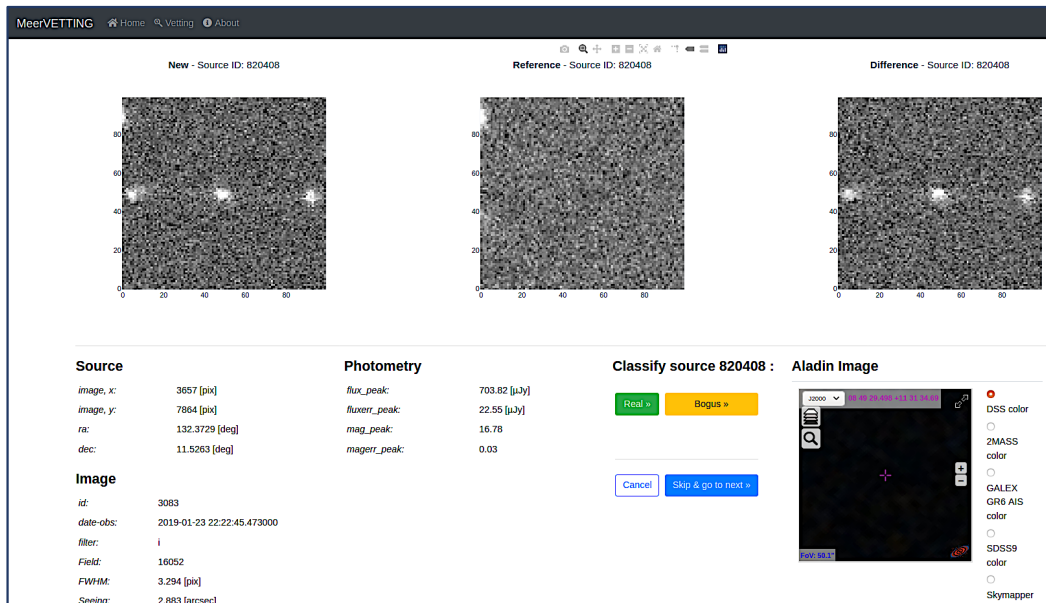 MeerVETTING Home Vetting About
New - Source ID: 820408 Reference - Source ID: 820408 Difference - Source ID: 820408
80 80 80
60 60 60
40 40 40
20 20 20
0 0 0
0 20 40 60 80 0 20 40 60 80 0 20 40 60 80
Source Photometry Classify source 820408 : Aladin Image
image, x: 3657 [pix] flux_peak: 703.82 [µJy]
J2000 08 49 29.498 +11 31 34.69
Real » Bogus »
image, y: 7864 [pix] fluxerr_peak: 22.55 [µJy] DSS color
ra: 132.3729 [deg] mag_peak: 16.78
dec: 11.5263 [deg] magerr_peak: 0.03
2MASS
color
Image
Cancel Skip & go to next »
+
−
GALEX
GR6 AIS
color
id: 3083
date-obs: 2019-01-23 22:22:45.473000
filter: i
Field: 16052
FoV: 50.1"
SDSS9
color
FWHM: 3.294 [pix]
Seeing: 2.883 [arcsec] Skymapper